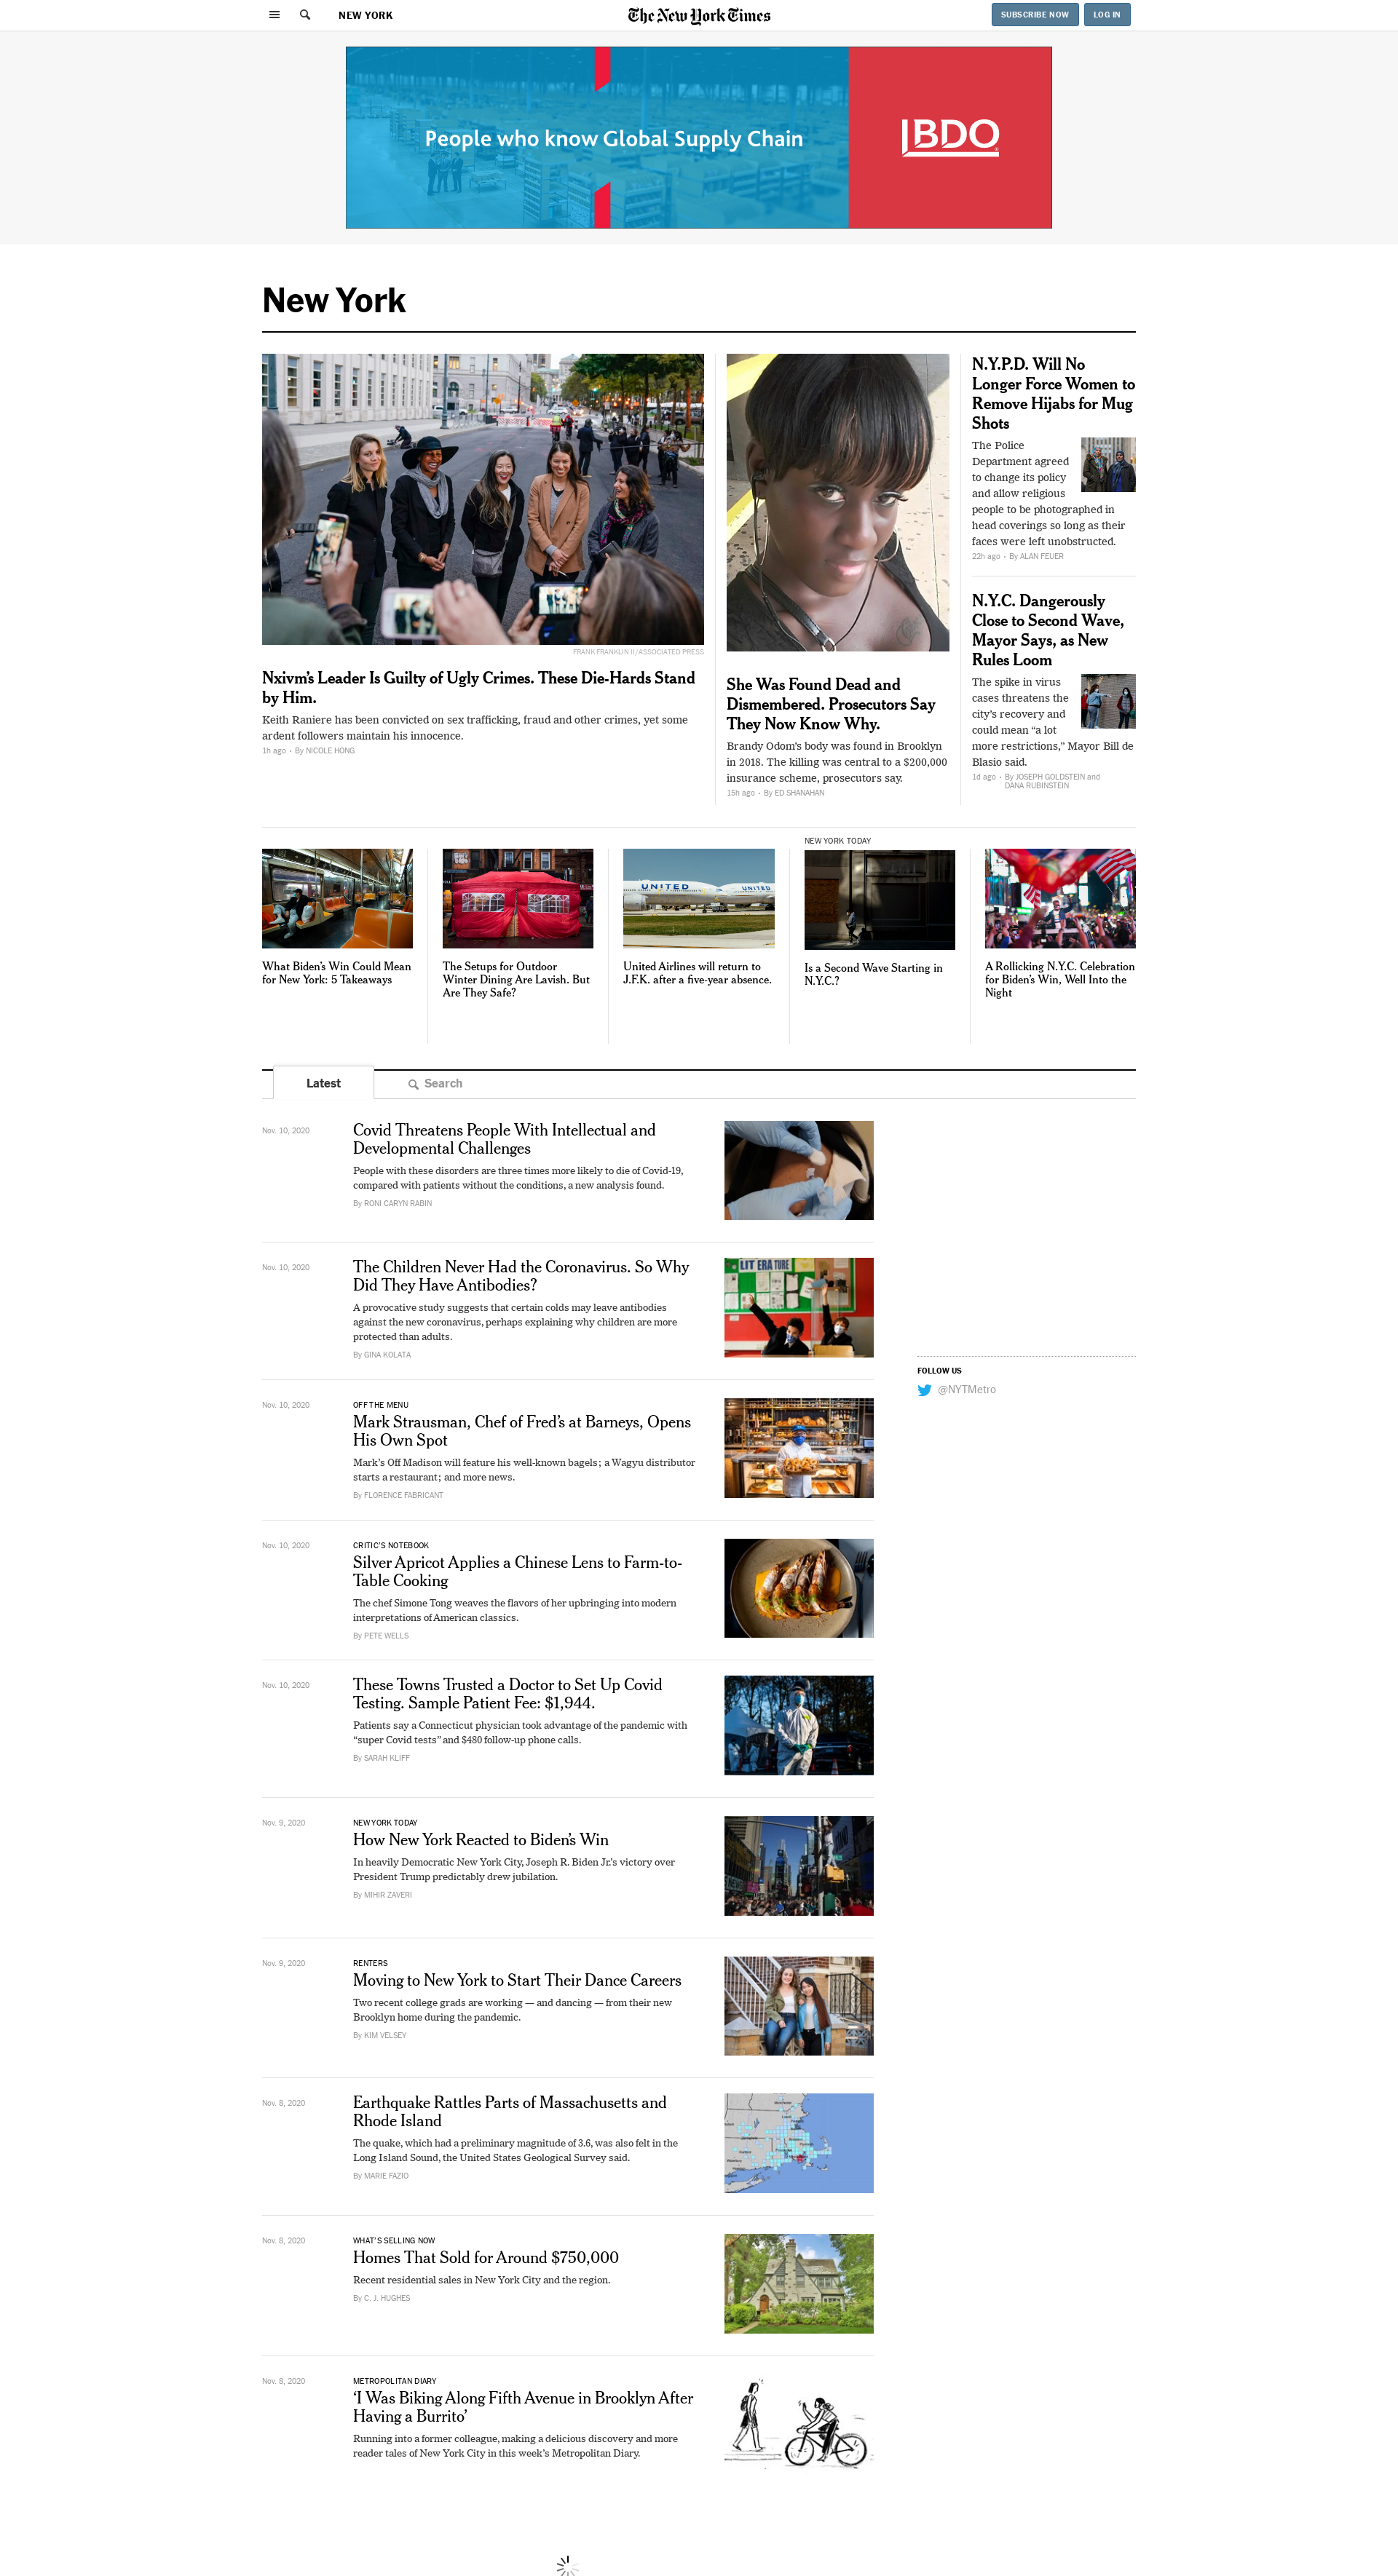 NEW YORK
The New York Times
SUBSCRIBE NOW
LOG IN
People who know Global Supply Chain
BDO
New York
FRANK FRANKLIN II/ASSOCIATED PRESS
Nxivm’s Leader Is Guilty of Ugly Crimes. These Die-Hards Stand
by Him.
Keith Raniere has been convicted on sex trafficking, fraud and other crimes, yet some
ardent followers maintain his innocence.
1h ago • By NICOLE HONG
She Was Found Dead and
Dismembered. Prosecutors Say
They Now Know Why.
Brandy Odom’s body was found in Brooklyn
in 2018. The killing was central to a $200,000
insurance scheme, prosecutors say.
15h ago • By ED SHANAHAN
N.Y.P.D. Will No
Longer Force Women to
Remove Hijabs for Mug
Shots
The Police
Department agreed
to change its policy
and allow religious
people to be photographed in
head coverings so long as their
faces were left unobstructed.
22h ago • By ALAN FEUER
N.Y.C. Dangerously
Close to Second Wave,
Mayor Says, as New
Rules Loom
The spike in virus
cases threatens the
city’s recovery and
could mean “a lot
more restrictions,” Mayor Bill de
Blasio said.
1d ago • By JOSEPH GOLDSTEIN and
DANA RUBINSTEIN
What Biden’s Win Could Mean
for New York: 5 Takeaways
The Setups for Outdoor
Winter Dining Are Lavish. But
Are They Safe?
UNITED
UNITED
United Airlines will return to
J.F.K. after a five-year absence.
NEW YORK TODAY
Is a Second Wave Starting in
N.Y.C.?
A Rollicking N.Y.C. Celebration
for Biden’s Win, Well Into the
Night
Latest
Search
Nov. 10, 2020
Covid Threatens People With Intellectual and
Developmental Challenges
People with these disorders are three times more likely to die of Covid-19,
compared with patients without the conditions, a new analysis found.
By RONI CARYN RABIN
Nov. 10, 2020
The Children Never Had the Coronavirus. So Why
Did They Have Antibodies?
A provocative study suggests that certain colds may leave antibodies
against the new coronavirus, perhaps explaining why children are more
protected than adults.
By GINA KOLATA
LIT ERATURE
FOLLOW US
@NYTMetro
Nov. 10, 2020
OFF THE MENU
Mark Strausman, Chef of Fred’s at Barneys, Opens
His Own Spot
Mark’s Off Madison will feature his well-known bagels; a Wagyu distributor
starts a restaurant; and more news.
By FLORENCE FABRICANT
Nov. 10, 2020
CRITIC’S NOTEBOOK
Silver Apricot Applies a Chinese Lens to Farm-to-
Table Cooking
The chef Simone Tong weaves the flavors of her upbringing into modern
interpretations of American classics.
By PETE WELLS
Nov. 10, 2020
These Towns Trusted a Doctor to Set Up Covid
Testing. Sample Patient Fee: $1,944.
Patients say a Connecticut physician took advantage of the pandemic with
“super Covid tests” and $480 follow-up phone calls.
By SARAH KLIFF
Nov. 9, 2020
NEW YORK TODAY
How New York Reacted to Biden’s Win
In heavily Democratic New York City, Joseph R. Biden Jr.’s victory over
President Trump predictably drew jubilation.
By MIHIR ZAVERI
Nov. 9, 2020
RENTERS
Moving to New York to Start Their Dance Careers
Two recent college grads are working — and dancing — from their new
Brooklyn home during the pandemic.
By KIM VELSEY
Nov. 8, 2020
Earthquake Rattles Parts of Massachusetts and
Rhode Island
The quake, which had a preliminary magnitude of 3.6, was also felt in the
Long Island Sound, the United States Geological Survey said.
By MARIE FAZIO
Nov. 8, 2020
WHAT’S SELLING NOW
Homes That Sold for Around $750,000
Recent residential sales in New York City and the region.
By C. J. HUGHES
Nov. 8, 2020
METROPOLITAN DIARY
‘I Was Biking Along Fifth Avenue in Brooklyn After
Having a Burrito’
Running into a former colleague, making a delicious discovery and more
reader tales of New York City in this week’s Metropolitan Diary.